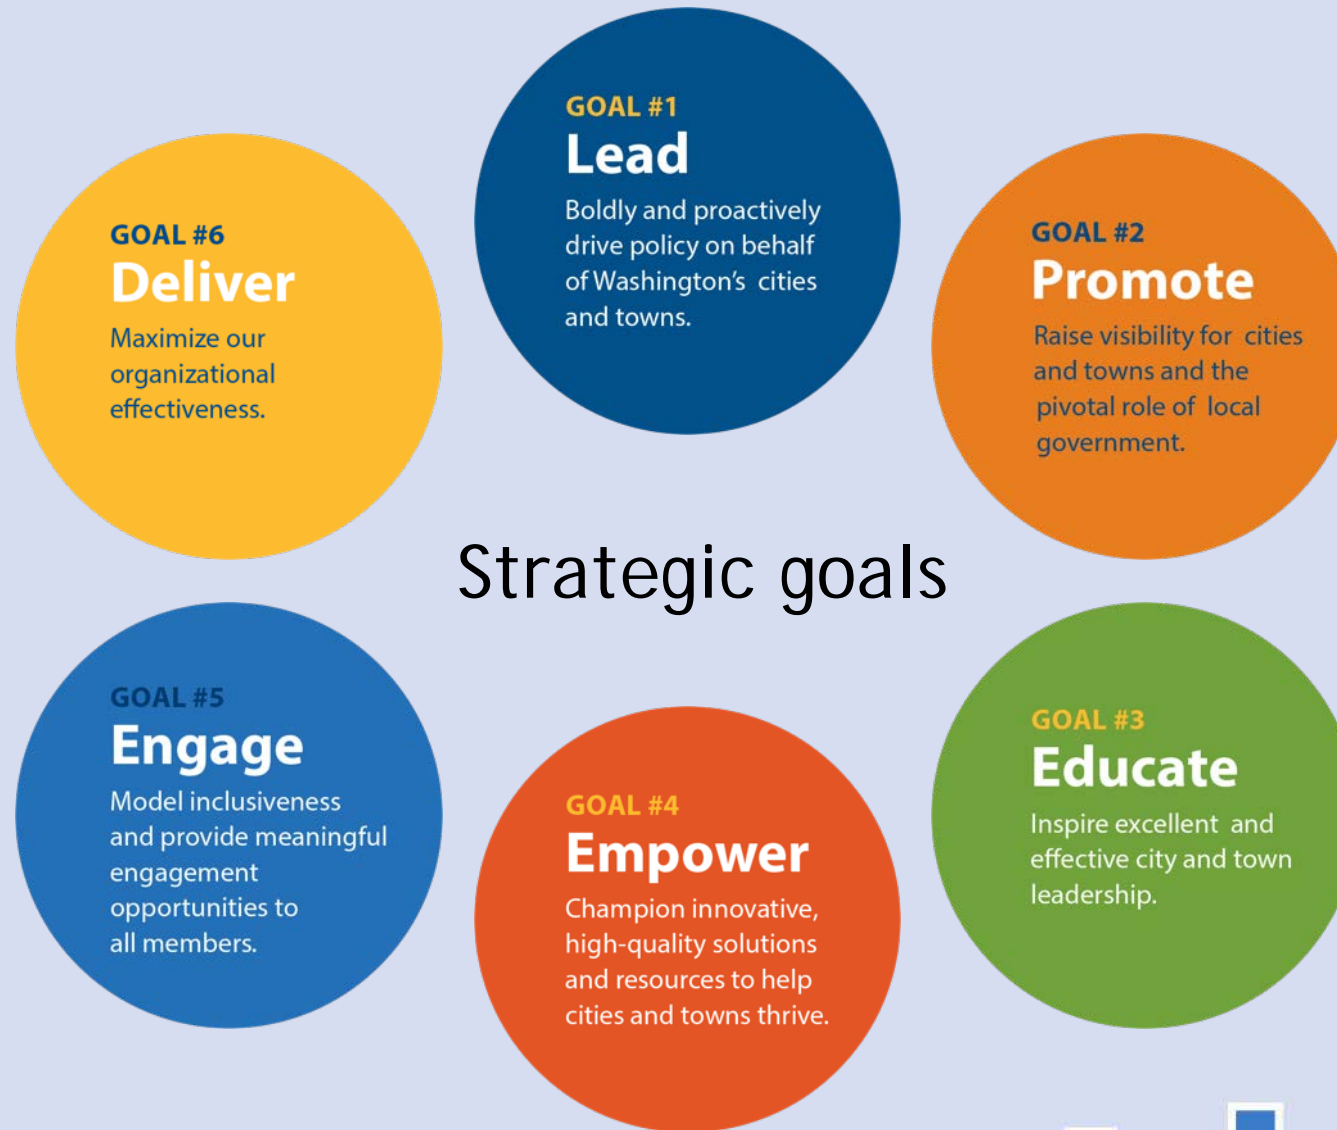 GOAL #1
Lead
Boldly and proactively
drive policy on behalf
of Washington's cities
and towns.
GOAL #2
Promote
Raise visibility for cities
and towns and the
pivotal role of local
government.
GOAL #3
Educate
Inspire excellent and
effective city and town
leadership.
GOAL #4
Empower
Champion innovative,
high-quality solutions
and resources to help
cities and towns thrive.
GOAL #5
Engage
Model inclusiveness
and provide meaningful
engagement
opportunities to
all members.
GOAL #6
Deliver
Maximize our
organizational
effectiveness.
Strategic goals